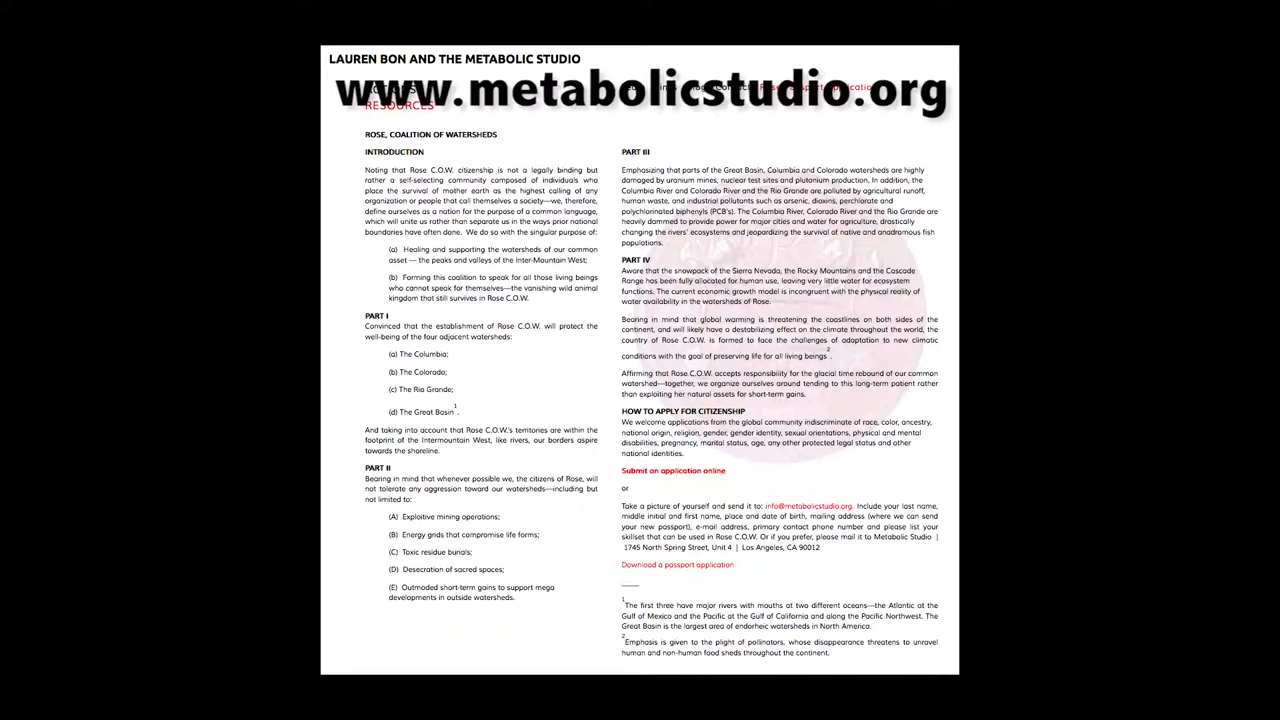 LAUREN BON AND THE METABOLIC STUDIO
www.metabolicstudio.org
RESOURCES
ROSE, COALITION OF WATERSHEDS
INTRODUCTION
Noting that Rose C.O.W. citizenship is not a legally binding but
rather a self-selecting community composed of individuals who
place the survival of mother earth as the highest calling of any
organization or people that call themselves a society—we, therefore,
define ourselves as a nation for the purpose of a common language,
which will unite us rather than separate us in the ways prior national
boundaries have often done. We do so with the singular purpose of:
(a) Healing and supporting the watersheds of our common
asset — the peaks and valleys of the Inter-Mountain West;
(b) Forming this coalition to speak for all those living beings
who cannot speak for themselves—the vanishing wild animal
kingdom that still survives in Rose C.O.W.
PART I
Convinced that the establishment of Rose C.O.W. will protect the
well-being of the four adjacent watersheds:
(a) The Columbia;
(b) The Colorado;
(c) The Rio Grande;
(d) The Great Basin 1.
And taking into account that Rose C.O.W.'s territories are within the
footprint of the Intermountain West, like rivers, our borders aspire
towards the shoreline.
PART II
Bearing in mind that whenever possible we, the citizens of Rose, will
not tolerate any aggression toward our watersheds—including but
not limited to:
(A) Exploitive mining operations;
(B) Energy grids that compromise life forms;
(C) Toxic residue burials;
(D) Desecration of sacred spaces;
(E) Outmoded short-term gains to support mega
developments in outside watersheds.
PART III
Emphasizing that parts of the Great Basin, Columbia and Colorado watersheds are highly
damaged by uranium mines, nuclear test sites and plutonium production. In addition, the
Columbia River and Colorado River and the Rio Grande are polluted by agricultural runoff,
human waste, and industrial pollutants such as arsenic, dioxins, perchlorate and
polychlorinated biphenyls (PCB's). The Columbia River, Colorado River and the Rio Grande are
heavily dammed to provide power for major cities and water for agriculture, drastically
changing the rivers' ecosystems and jeopardizing the survival of native and anadromous fish
populations.
PART IV
Aware that the snowpack of the Sierra Nevada, the Rocky Mountains and the Cascade
Range has been fully allocated for human use, leaving very little water for ecosystem
functions. The current economic growth model is incongruent with the physical reality of
water availability in the watersheds of Rose.
Bearing in mind that global warming is threatening the coastlines on both sides of the
continent, and will likely have a destabilizing effect on the climate throughout the world, the
country of Rose C.O.W. is formed to face the challenges of adaptation to new climatic
conditions with the goal of preserving life for all living beings 2.
Affirming that Rose C.O.W. accepts responsibility for the glacial time rebound of our common
watershed—together, we organize ourselves around tending to this long-term patient rather
than exploiting her natural assets for short-term gains.
HOW TO APPLY FOR CITIZENSHIP
We welcome applications from the global community indiscriminate of race, color, ancestry,
national origin, religion, gender, gender identity, sexual orientations, physical and mental
disabilities, pregnancy, marital status, age, any other protected legal status and other
national identities.
Submit an application online
or
Take a picture of yourself and send it to: info@metabolicstudio.org. Include your last name,
middle initial and first name, place and date of birth, mailing address (where we can send
your new passport), e-mail address, primary contact phone number and please list your
skillset that can be used in Rose C.O.W. Or if you prefer, please mail it to Metabolic Studio |
1745 North Spring Street, Unit 4 | Los Angeles, CA 90012
Download a passport application
1 The first three have major rivers with mouths at two different oceans—the Atlantic at the
Gulf of Mexico and the Pacific at the Gulf of California and along the Pacific Northwest. The
Great Basin is the largest area of endorheic watersheds in North America.
2 Emphasis is given to the plight of pollinators, whose disappearance threatens to unravel
human and non-human food sheds throughout the continent.